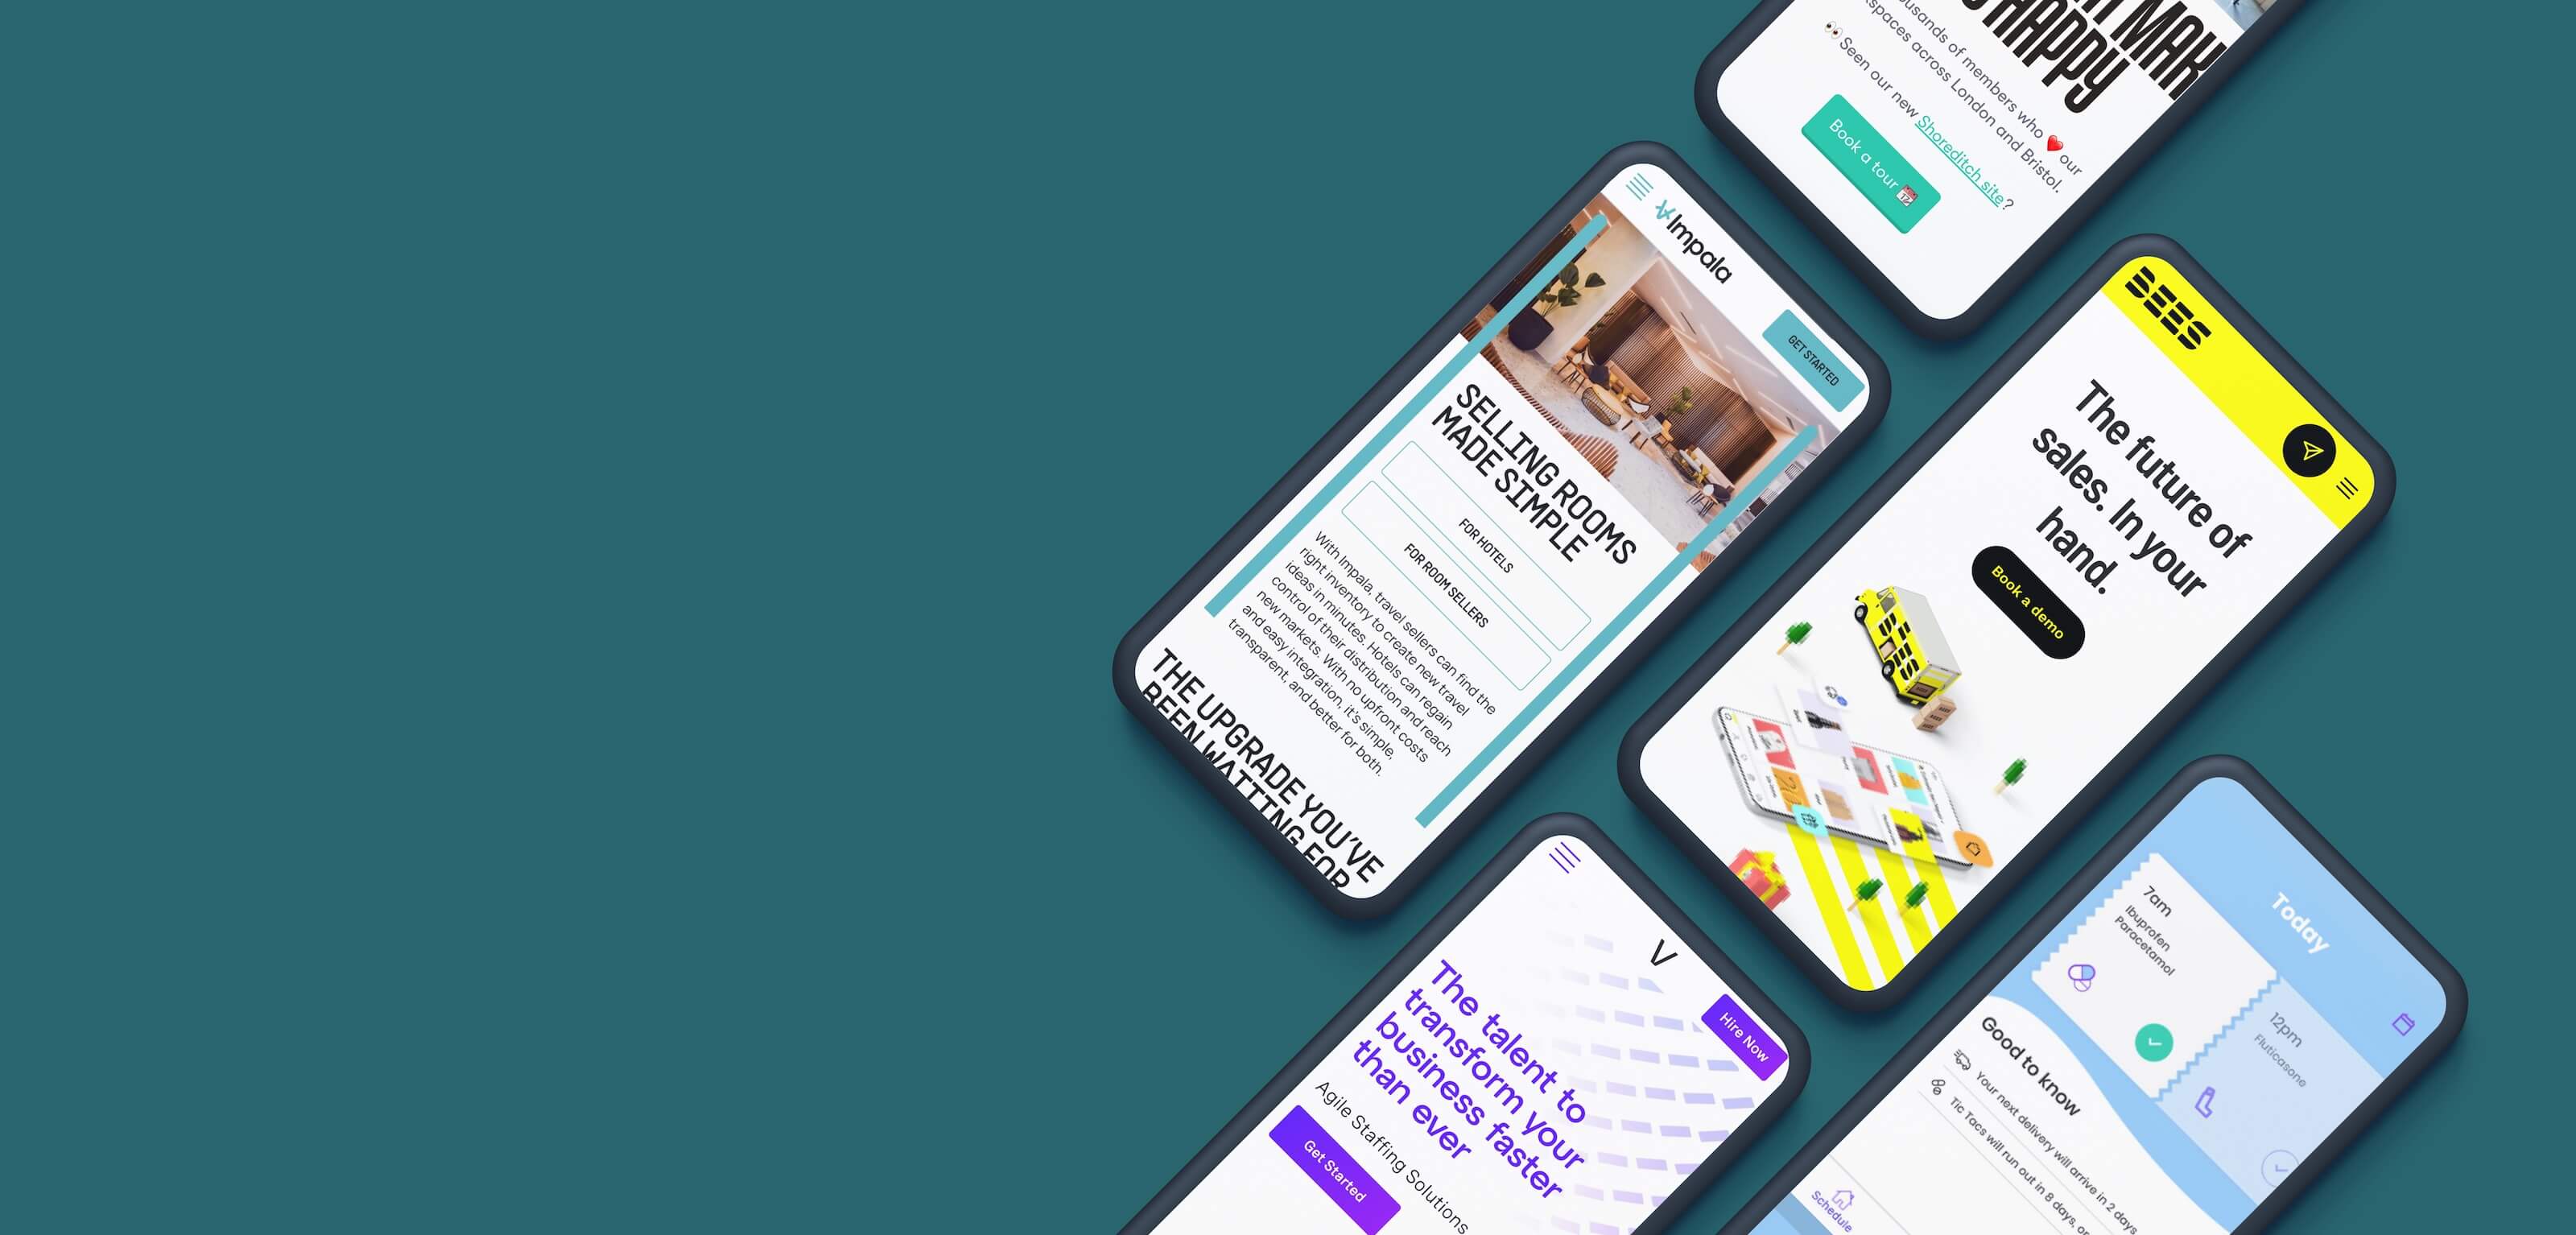 MAK
HAPPY
usands of members who ❤️ our
spaces across London and Bristol.
👀 Seen our new Shoreditch site?
Book a tour
Impala
GET STARTED
SELLING ROOMS
MADE SIMPLE
FOR HOTELS
FOR ROOM SELLERS
With Impala, travel sellers can find the
right inventory to create new travel
ideas in minutes. Hotels can regain
control of their distribution and reach
new markets. With no upfront costs
and easy integration, it's simple,
transparent, and better for both.
THE UPGRADE YOU'VE
BEEN WAITING FOR
BEES
The future of
sales. In your
hand.
Book a demo
BEES
V
Hire Now
The talent to
transform your
business faster
than ever
Agile Staffing Solutions
Get Started
Today
7am
Ibuprofen
Paracetamol
12pm
Fluticasone
Good to know
Your next delivery will arrive in 2 days
Tic Tacs will run out in 8 days, or
Schedule